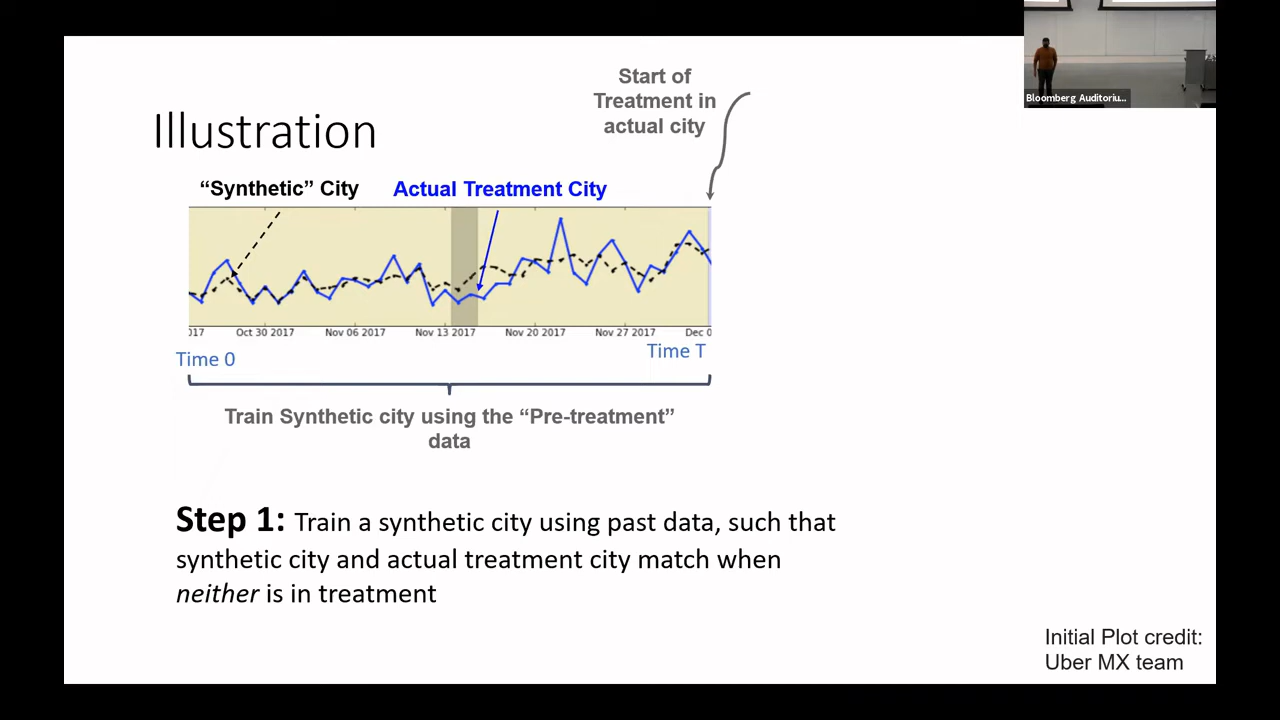 Bloomberg Auditoriu...
Start of
Treatment in
actual city
Illustration
“Synthetic” City
Actual Treatment City
017
Oct 30 2017
Nov 06 2017
Nov 13 2017
Nov 20 2017
Nov 27 2017
Dec 0
Time 0
Time T
Train Synthetic city using the “Pre-treatment”
data
Step 1: Train a synthetic city using past data, such that
synthetic city and actual treatment city match when
neither is in treatment
Initial Plot credit:
Uber MX team